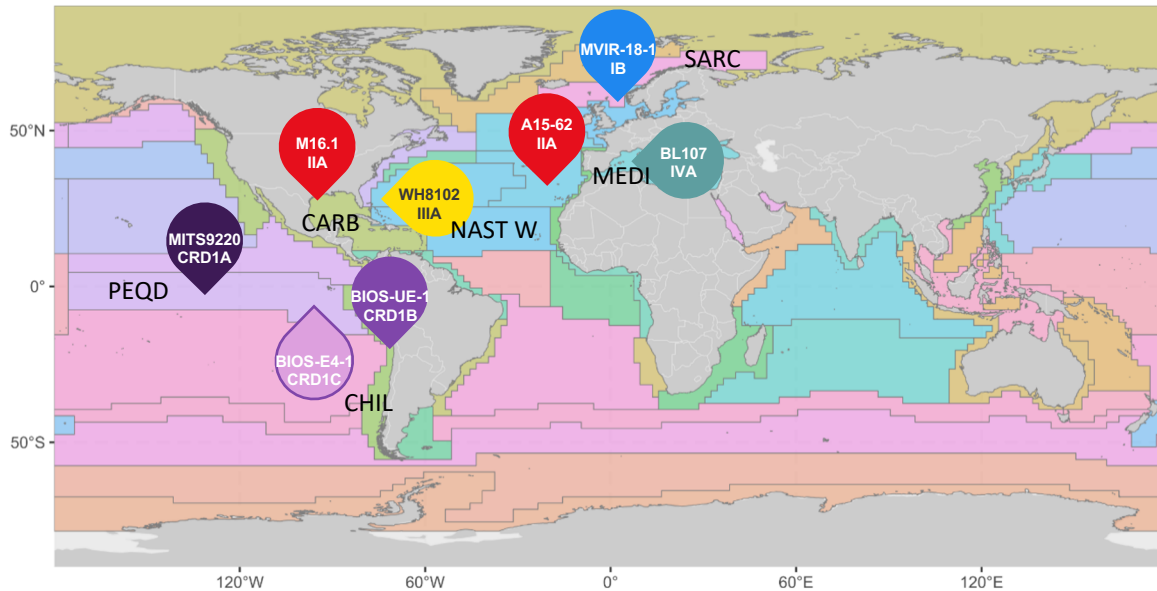 MVIR-18-1
IB
SARC
50°N
M16.1
IIA
A15-62
IIA
BL107
IVA
MEDI
WH8102
IIIA
CARB
NAST W
MITS9220
CRD1A
PEQD
0°
BIOS-UE-1
CRD1B
BIOS-E4-1
CRD1C
CHIL
50°S
120°W
60°W
0°
60°E
120°E